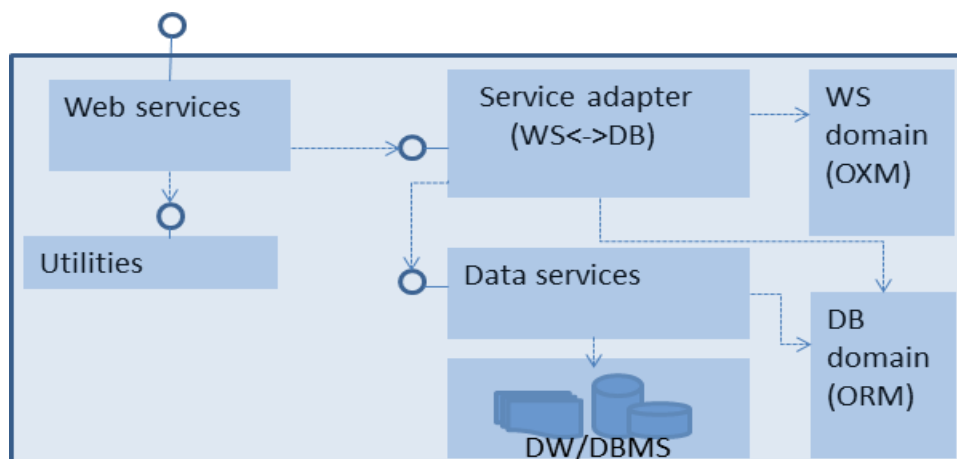 Web services
Service adapter
(WS<->DB)
WS
domain
(OXM)
Utilities
Data services
DB
domain
(ORM)
DW/DBMS